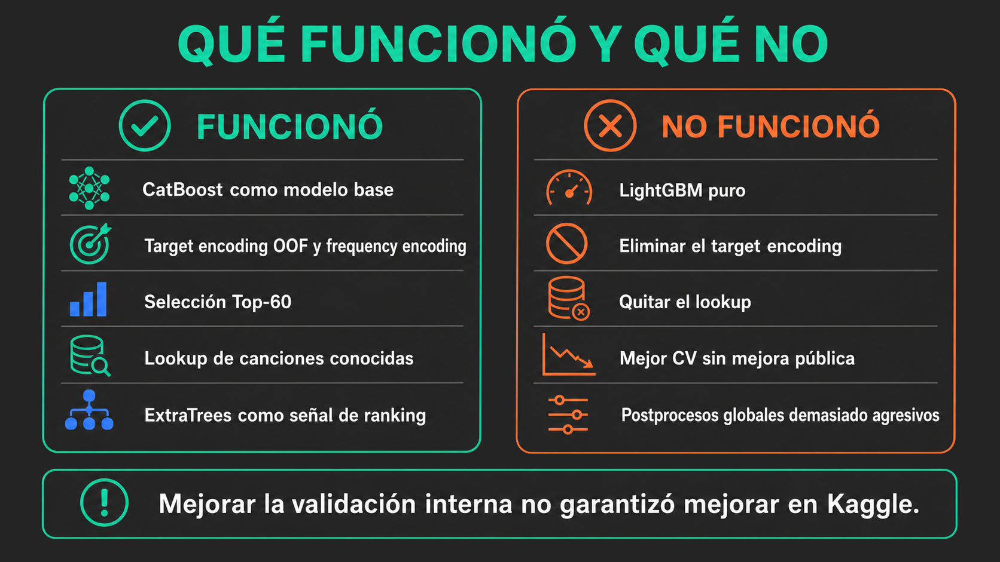 QUÉ FUNCIONÓ Y QUÉ NO
FUNCIONÓ
CatBoost como modelo base
Target encoding OOF y frequency encoding
Selección Top-60
Lookup de canciones conocidas
ExtraTrees como señal de ranking
NO FUNCIONÓ
LightGBM puro
Eliminar el target encoding
Quitar el lookup
Mejor CV sin mejora pública
Postprocesos globales demasiado agresivos
Mejorar la validación interna no garantizó mejorar en Kaggle.